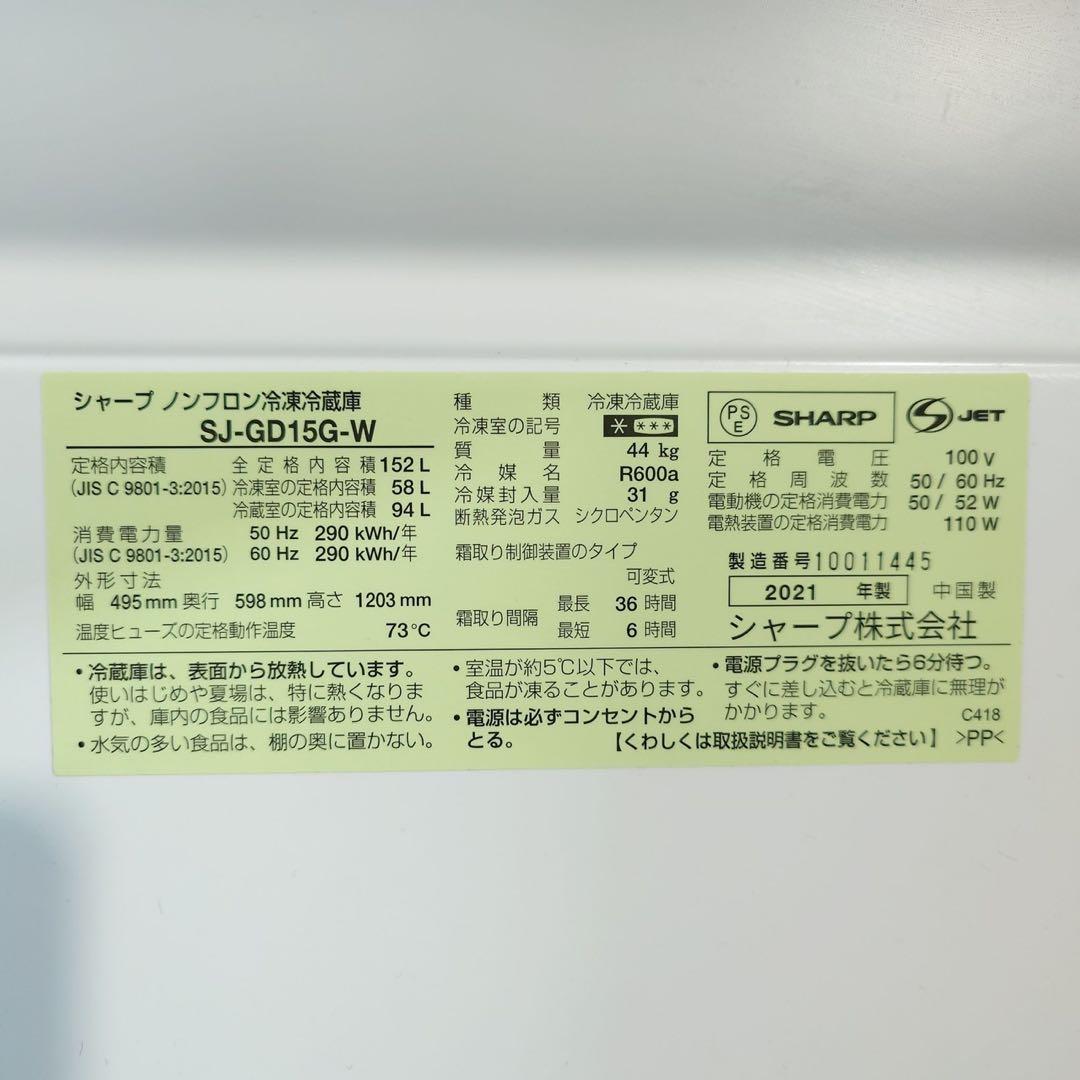 シャープ ノンフロン冷凍冷蔵庫
SJ-GD15G-W
定格内容積 全定格内容積 152 L
(JIS C 9801-3:2015) 冷凍室の定格内容積 58 L
冷蔵室の定格内容積 94 L
消費電力量 50 Hz 290 kWh/年
(JIS C 9801-3:2015) 60 Hz 290 kWh/年
外形寸法
幅 495 mm 奥行 598 mm 高さ 1203 mm
温度ヒューズの定格動作温度 73℃
種類 冷凍冷蔵庫
冷凍室の記号 * ***
質量 44 kg
冷媒名 R600a
冷媒封入量 31 g
断熱発泡ガス シクロペンタン
霜取り制御装置のタイプ
可変式
霜取り間隔 最長 36 時間
最短 6 時間
PS
E
SHARP
S JET
定格電圧 100 V
定格周波数 50 / 60 Hz
電動機の定格消費電力 50 / 52 W
電熱装置の定格消費電力 110 W
製造番号 10011445
2021 年製 中国製
シャープ株式会社
・冷蔵庫は、表面から放熱しています。
使いはじめや夏場は、特に熱くなりま
すが、庫内の食品には影響ありません。
・水気の多い食品は、棚の奥に置かない。
・室温が約5℃以下では、
食品が凍ることがあります。
・電源は必ずコンセントから
とる。
・電源プラグを抜いたら6分待つ。
すぐに差し込むと冷蔵庫に無理が
かかります。 C418
【くわしくは取扱説明書をご覧ください】 >PP<